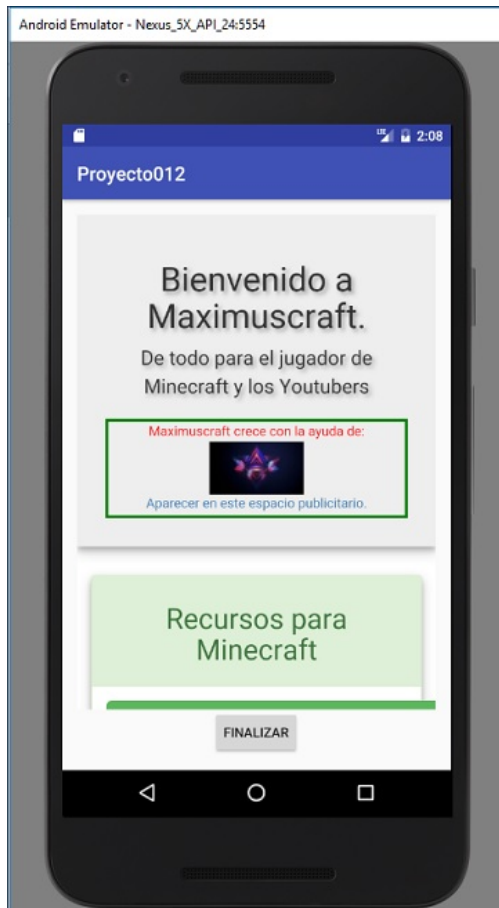 Android Emulator - Nexus_5X_API_24:5554
LTE 2:08
Proyecto012
Bienvenido a
Maximuscraft.
De todo para el jugador de
Minecraft y los Youtubers
Maximuscraft crece con la ayuda de:
Aparecer en este espacio publicitario.
Recursos para
Minecraft
FINALIZAR